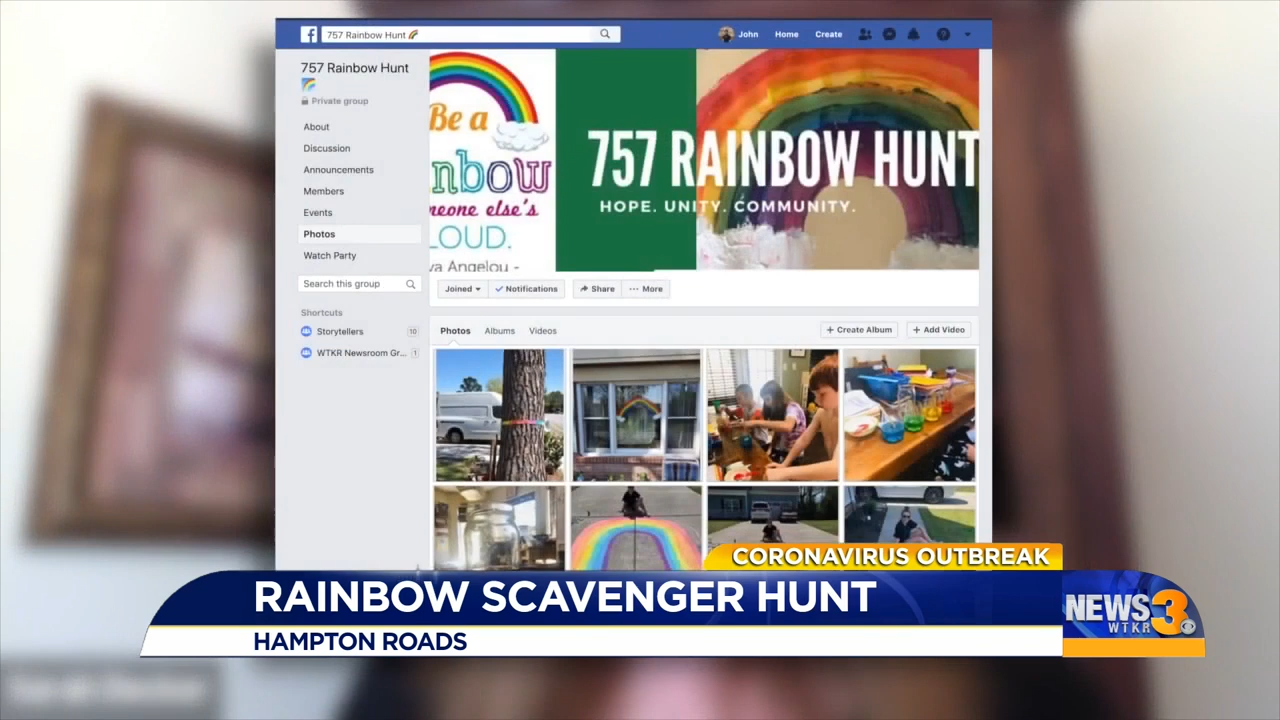 757 Rainbow Hunt
John
Home
Create
757 Rainbow Hunt
Private group
About
Discussion
Announcements
Members
Events
Photos
Watch Party
Search this group
Shortcuts
Storytellers
10
WTKR Newsroom Gr...
1
Be a
nbow
meone else's
LOUD.
ya Angelou -
757 RAINBOW HUNT
HOPE. UNITY. COMMUNITY.
Joined
Notifications
Share
More
Photos
Albums
Videos
+ Create Album
+ Add Video
CORONAVIRUS OUTBREAK
RAINBOW SCAVENGER HUNT
HAMPTON ROADS
NEWS 3
WTKR